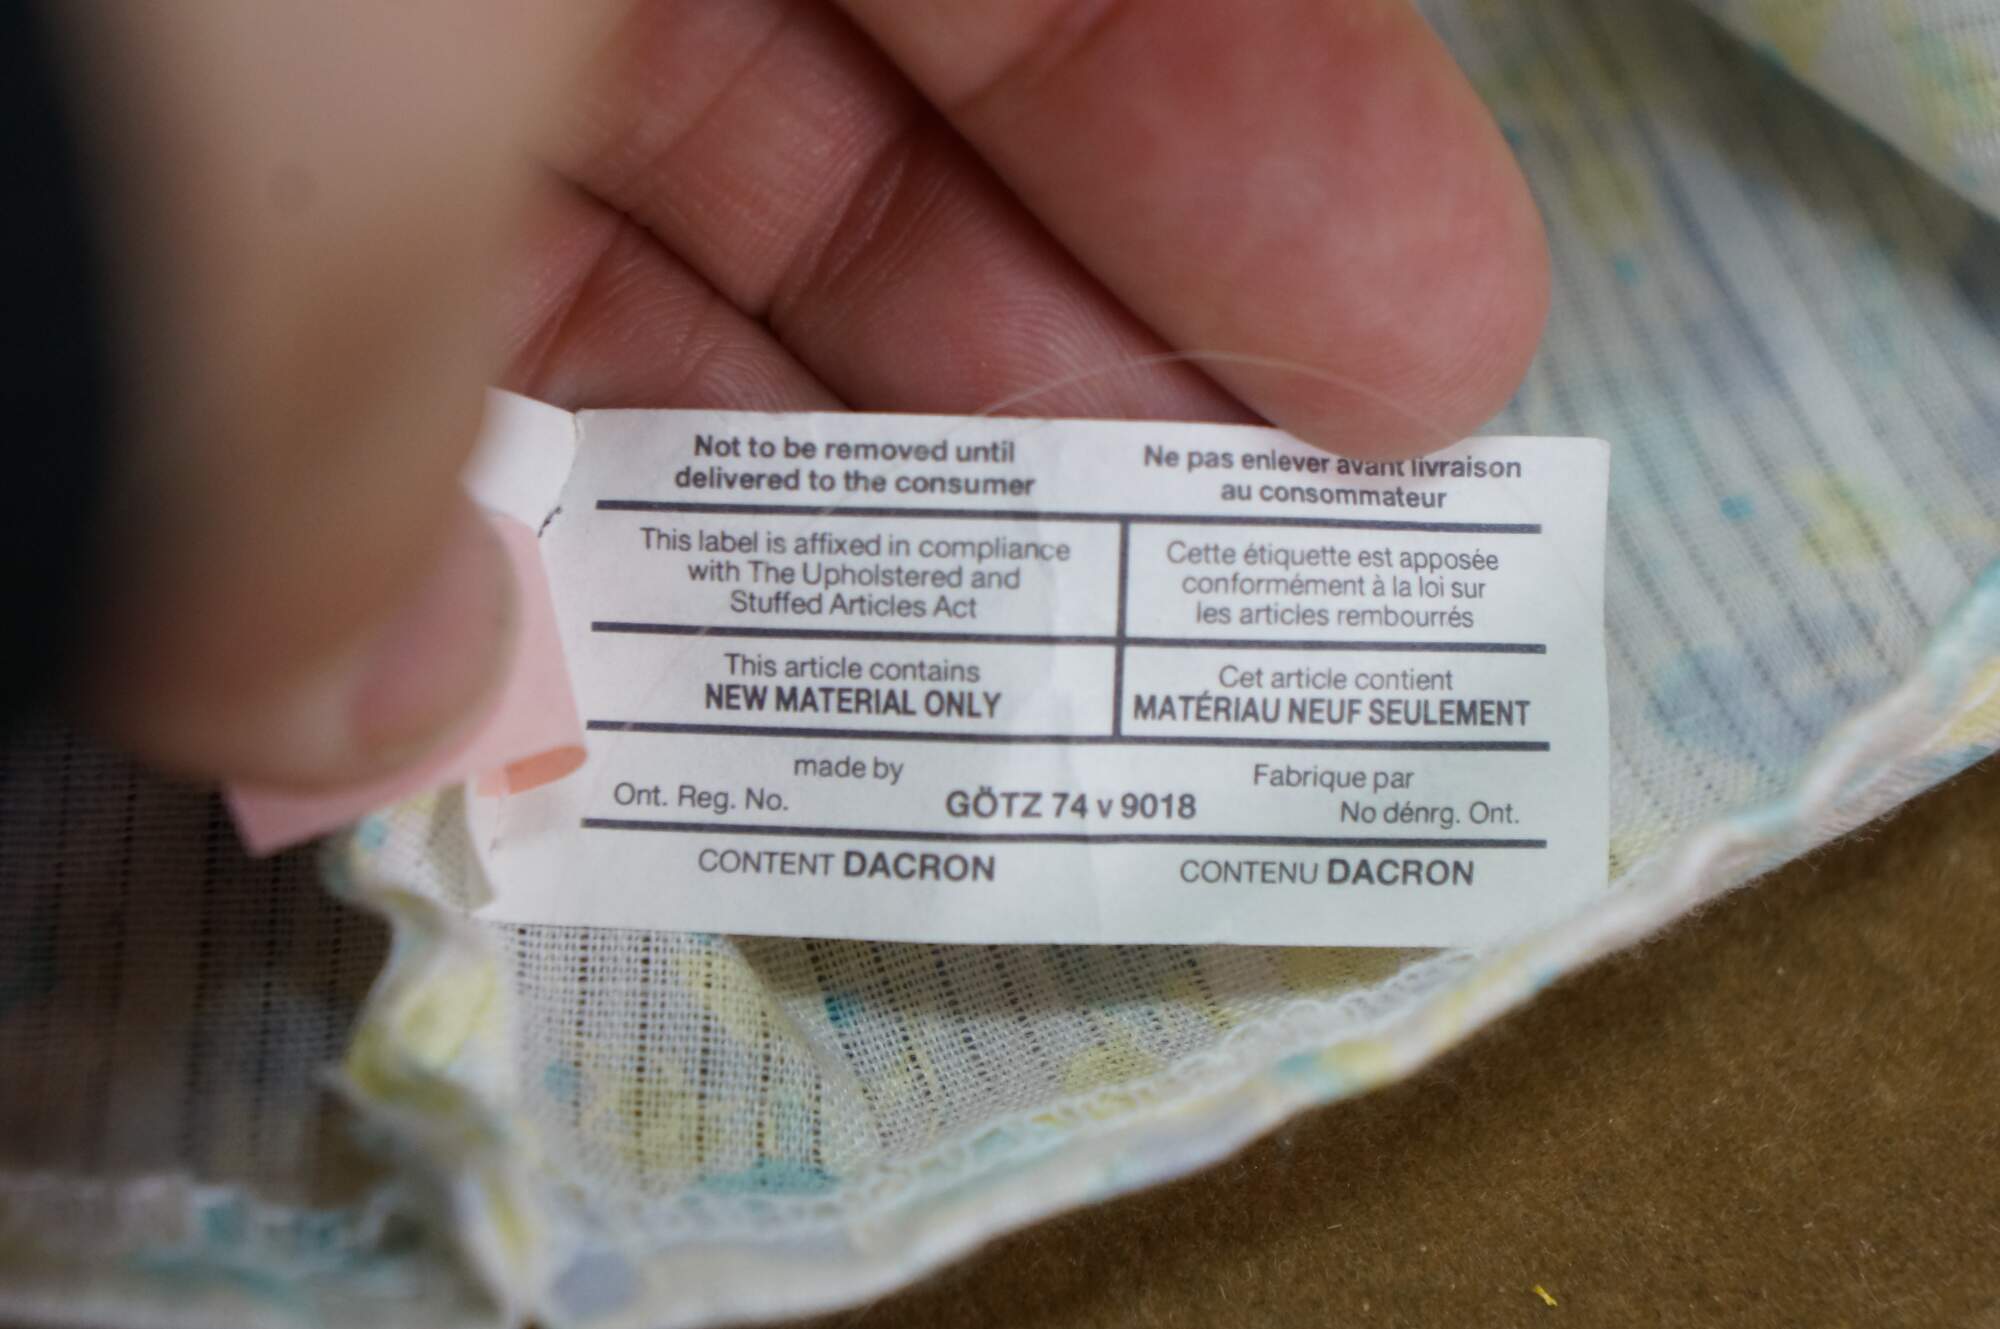 Not to be removed until
delivered to the consumer
Ne pas enlever avant livraison
au consommateur
This label is affixed in compliance
with The Upholstered and
Stuffed Articles Act
Cette étiquette est apposée
conformément à la loi sur
les articles rembourrés
This article contains
NEW MATERIAL ONLY
Cet article contient
MATÉRIAU NEUF SEULEMENT
made by
Fabrique par
Ont. Reg. No.
GÖTZ 74 v 9018
No dénrg. Ont.
CONTENT DACRON
CONTENU DACRON